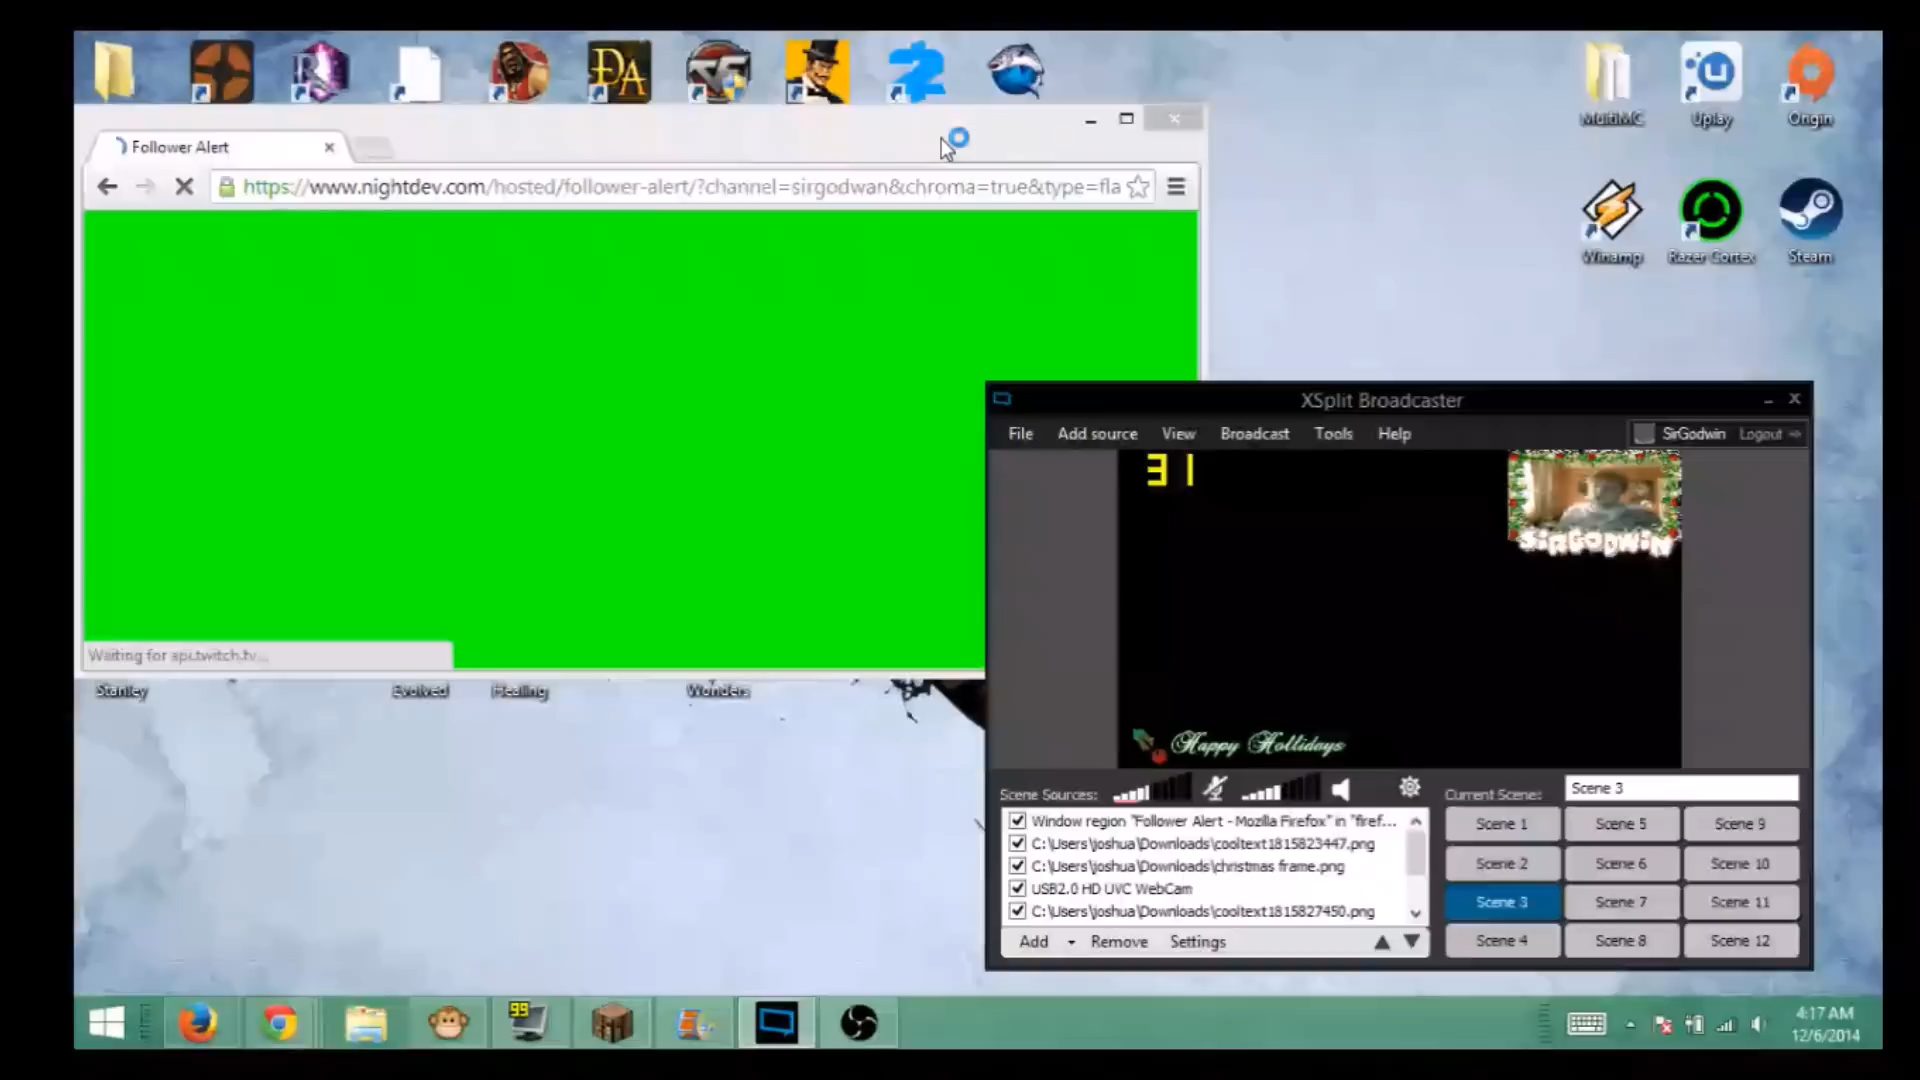 MultiMC
Uplay
Origin
Follower Alert
https://www.nightdev.com/hosted/follower-alert/?channel=sirgodwan&chroma=true&type=fla
Winamp
Razer Cortex
Steam
XSplit Broadcaster
File
Add source
View
Broadcast
Tools
Help
SirGodwin
Logout
31
SiRGODWiN
Waiting for api.twitch.tv...
Stanley
Evolved
Healing
Wonders
Happy Hollidays
Scene Sources:
Current Scene:
Scene 3
Window region "Follower Alert - Mozilla Firefox" in "firef...
C:\Users\joshua\Downloads\cooltext1815823447.png
C:\Users\joshua\Downloads\christmas frame.png
USB2.0 HD UVC WebCam
C:\Users\joshua\Downloads\cooltext1815827450.png
Add
Remove
Settings
Scene 1
Scene 5
Scene 9
Scene 2
Scene 6
Scene 10
Scene 3
Scene 7
Scene 11
Scene 4
Scene 8
Scene 12
99
4:17 AM
12/6/2014
DA